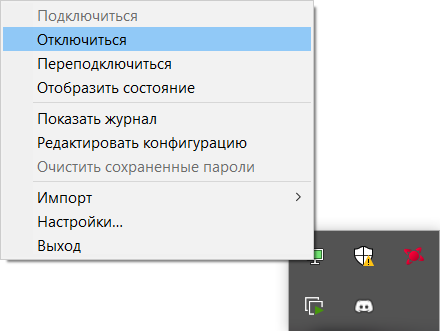 Подключиться
Отключиться
Переподключиться
Отобразить состояние
Показать журнал
Редактировать конфигурацию
Очистить сохраненные пароли
Импорт
Настройки...
Выход